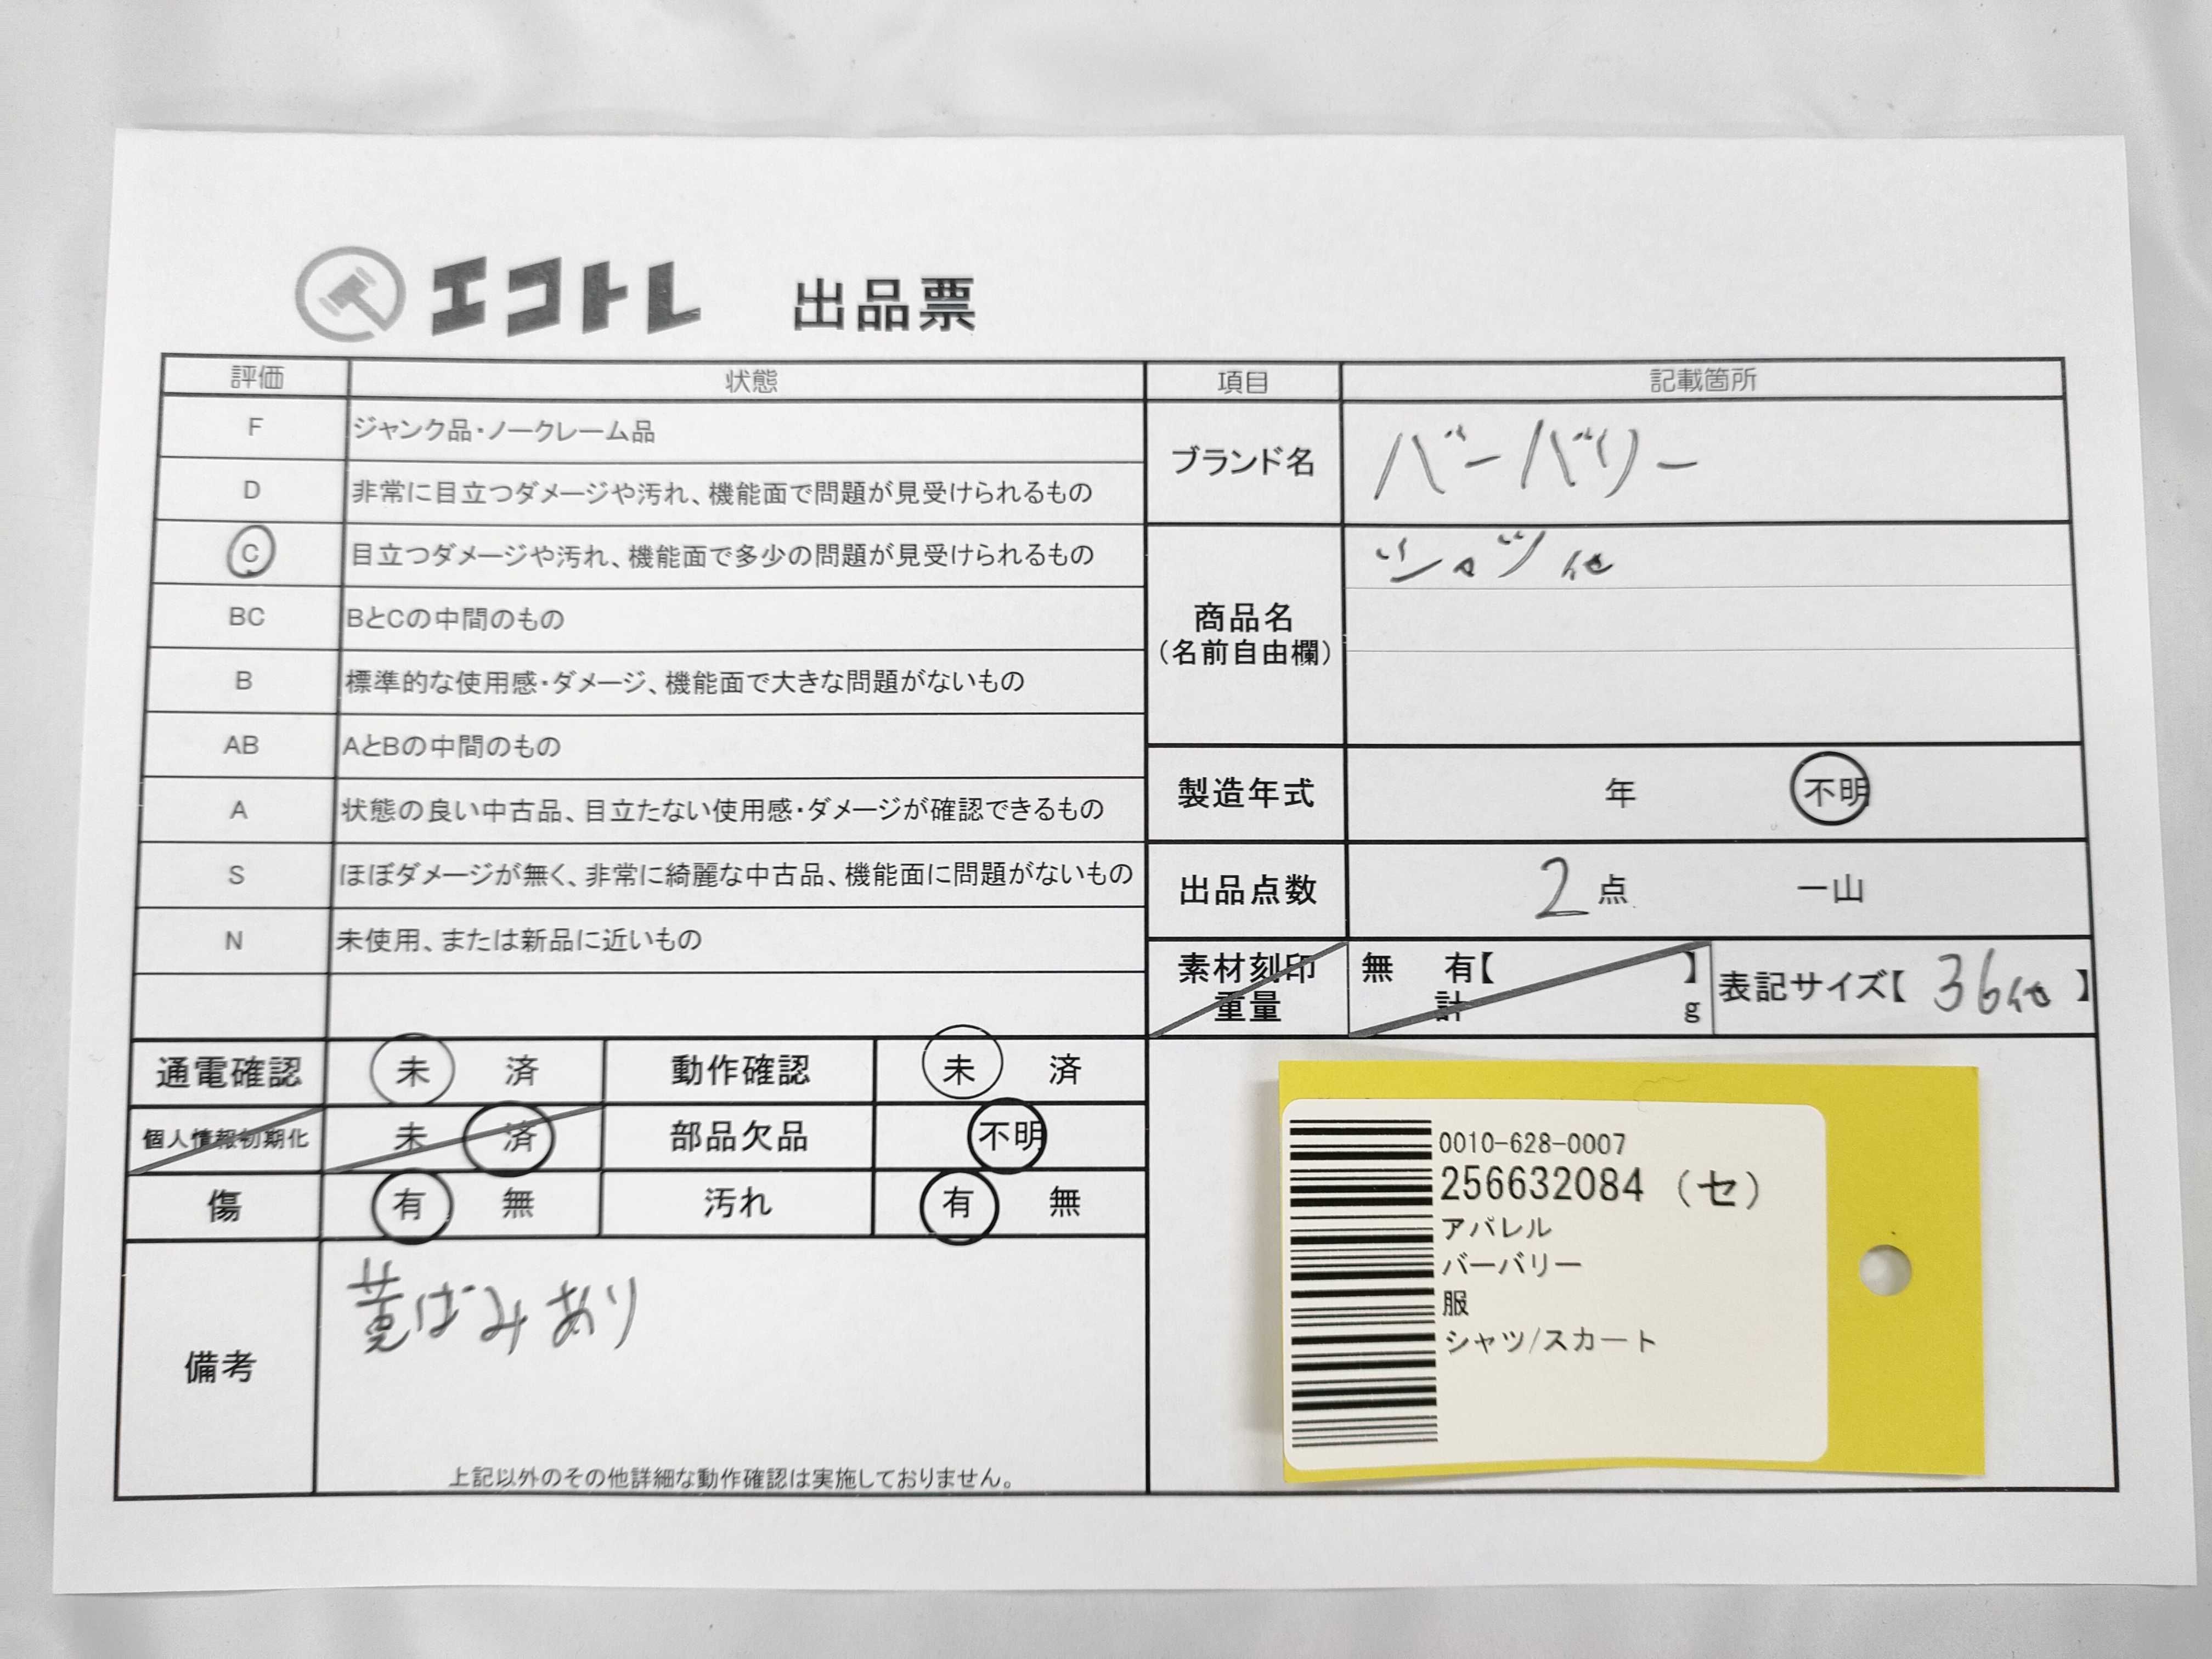 エコトレ 出品票
評価 状態
F ジャンク品・ノークレーム品
D 非常に目立つダメージや汚れ、機能面で問題が見受けられるもの
C 目立つダメージや汚れ、機能面で多少の問題が見受けられるもの
BC BとCの中間のもの
B 標準的な使用感・ダメージ、機能面で大きな問題がないもの
AB AとBの中間のもの
A 状態の良い中古品、目立たない使用感・ダメージが確認できるもの
S ほぼダメージが無く、非常に綺麗な中古品、機能面に問題がないもの
N 未使用、または新品に近いもの
通電確認 未 済 動作確認 未 済
個人情報初期化 未 済 部品欠品 不明
傷 有 無 汚れ 有 無
備考 黄ばみあり
上記以外のその他詳細な動作確認は実施しておりません。
項目 記載箇所
ブランド名 バーバリー
商品名 シャツ他
(名前自由欄)
製造年式 年 不明
出品点数 2点 一山
素材刻印 無 有【 】 表記サイズ【 36他 】
重量 計 g
0010-628-0007
256632084 (セ)
アパレル
バーバリー
服
シャツ/スカート